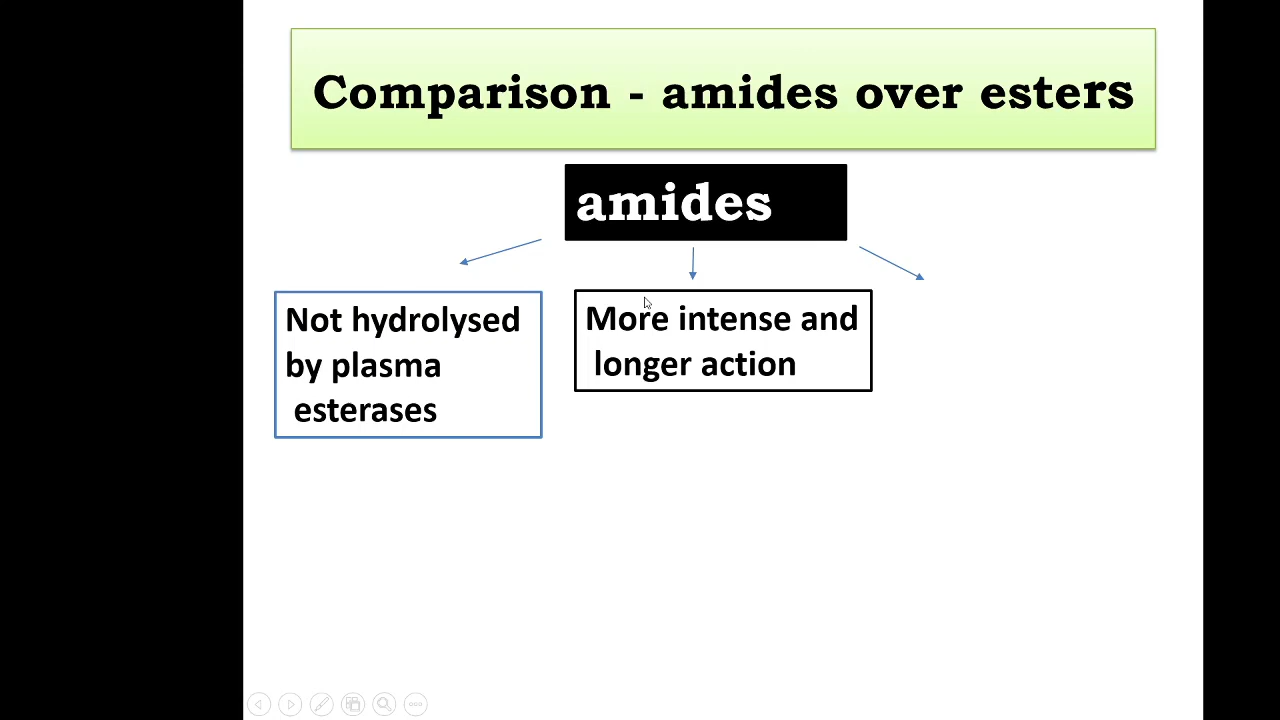 Comparison - amides over esters
amides
Not hydrolysed
by plasma
esterases
More intense and
longer action